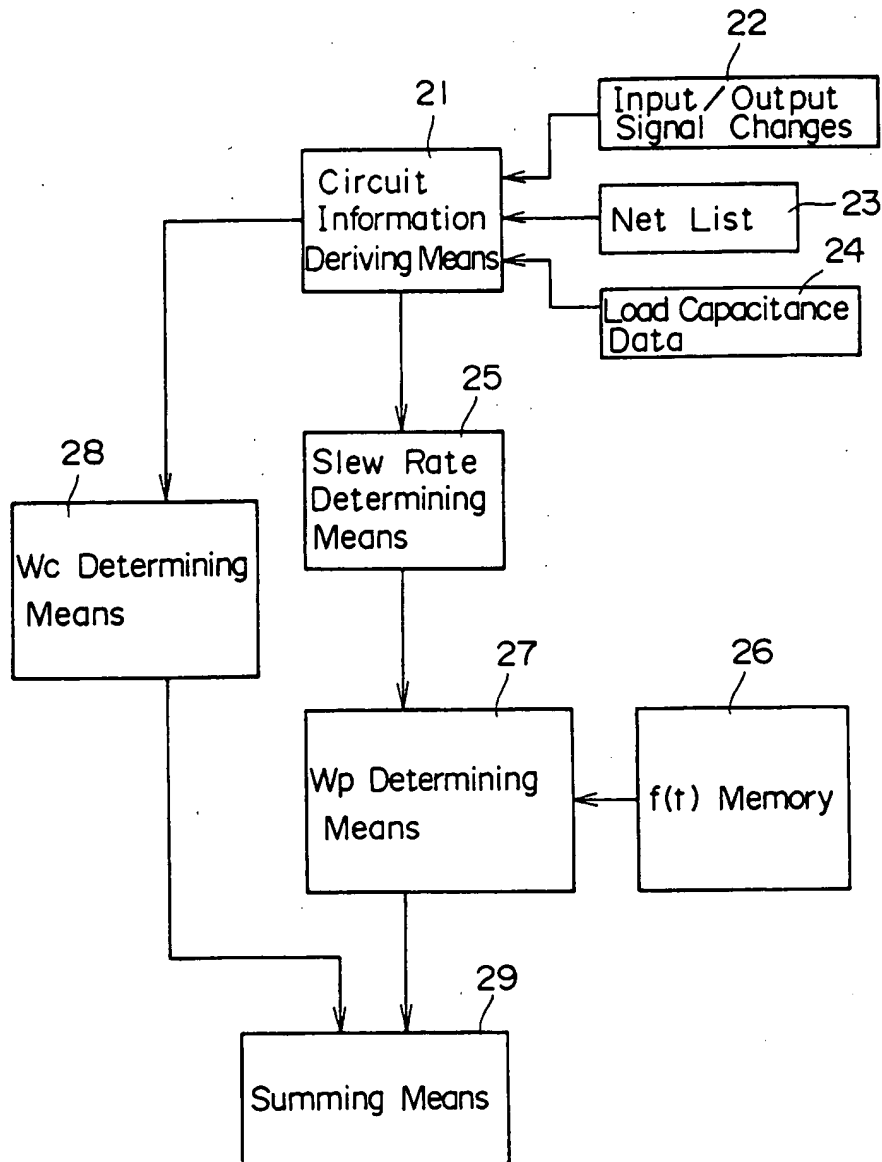 22
Input/Output
Signal Changes
21
Circuit
Information
Deriving Means
Net List
23
24
Load Capacitance
Data
25
Slew Rate
Determining
Means
28
Wc Determining
Means
27
Wp Determining
Means
26
f(t) Memory
29
Summing Means